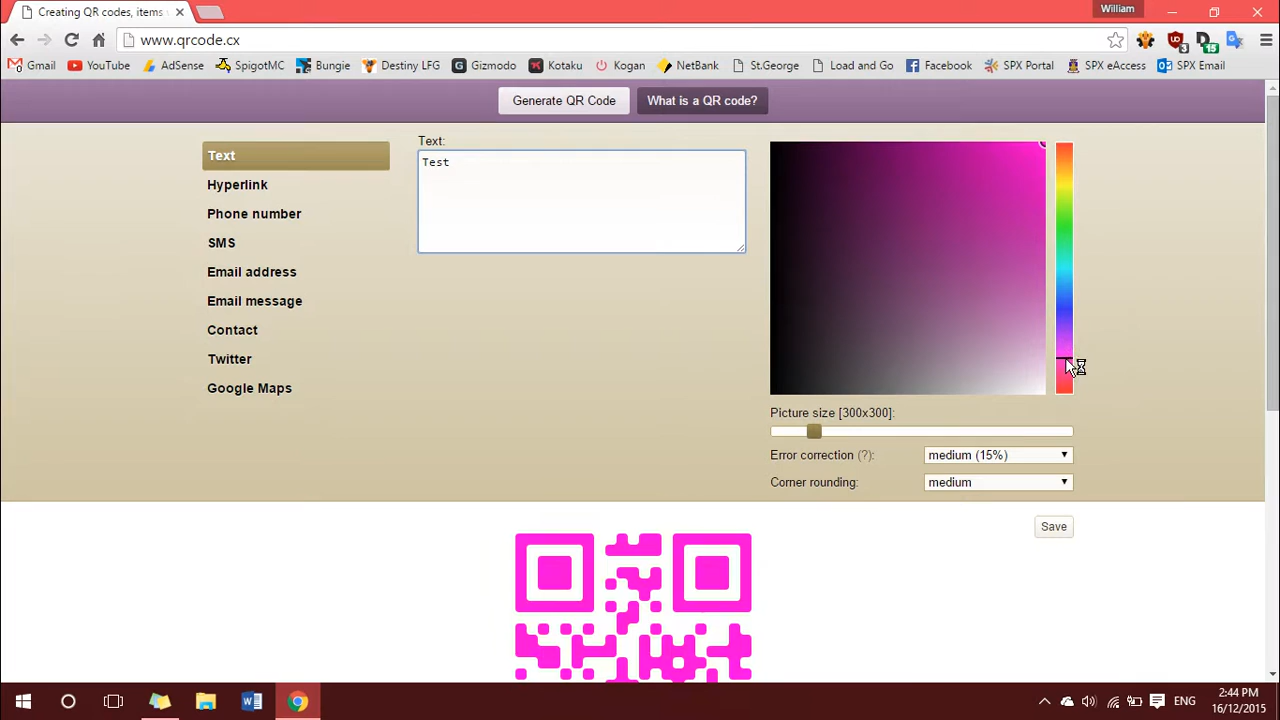 Creating QR codes, items
William
www.qrcode.cx
3
15
Gmail YouTube AdSense SpigotMC Bungie Destiny LFG Gizmodo Kotaku Kogan NetBank St.George Load and Go Facebook SPX Portal SPX eAccess SPX Email
Generate QR Code What is a QR code?
Text
Hyperlink
Phone number
SMS
Email address
Email message
Contact
Twitter
Google Maps
Text:
Test
Picture size [300x300]:
Error correction (?): medium (15%)
Corner rounding: medium
Save
ENG
2:44 PM
16/12/2015